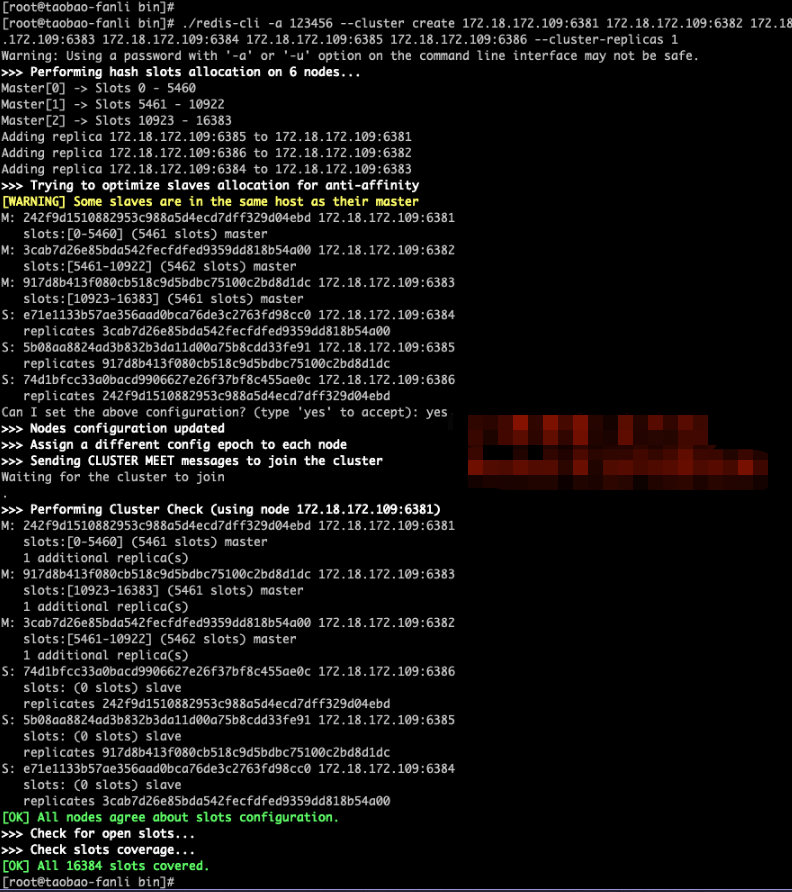 [root@taobao-fanli bin]#
[root@taobao-fanli bin]# ./redis-cli -a 123456 --cluster create 172.18.172.109:6381 172.18.172.109:6382 172.18
.172.109:6383 172.18.172.109:6384 172.18.172.109:6385 172.18.172.109:6386 --cluster-replicas 1
Warning: Using a password with '-a' or '-u' option on the command line interface may not be safe.
>>> Performing hash slots allocation on 6 nodes...
Master[0] -> Slots 0 - 5460
Master[1] -> Slots 5461 - 10922
Master[2] -> Slots 10923 - 16383
Adding replica 172.18.172.109:6385 to 172.18.172.109:6381
Adding replica 172.18.172.109:6386 to 172.18.172.109:6382
Adding replica 172.18.172.109:6384 to 172.18.172.109:6383
>>> Trying to optimize slaves allocation for anti-affinity
[WARNING] Some slaves are in the same host as their master
M: 242f9d1510882953c988a5d4ecd7dff329d04ebd 172.18.172.109:6381
   slots:[0-5460] (5461 slots) master
M: 3cab7d26e85bda542fecfdfed9359dd818b54a00 172.18.172.109:6382
   slots:[5461-10922] (5462 slots) master
M: 917d8b413f080cb518c9d5bdbc75100c2bd8d1dc 172.18.172.109:6383
   slots:[10923-16383] (5461 slots) master
S: e71e1133b57ae356aad0bca76de3c2763fd98cc0 172.18.172.109:6384
   replicates 3cab7d26e85bda542fecfdfed9359dd818b54a00
S: 5b08aa8824ad3b832b3da11d00a75b8cdd33fe91 172.18.172.109:6385
   replicates 917d8b413f080cb518c9d5bdbc75100c2bd8d1dc
S: 74d1bfcc33a0bacd9906627e26f37bf8c455ae0c 172.18.172.109:6386
   replicates 242f9d1510882953c988a5d4ecd7dff329d04ebd
Can I set the above configuration? (type 'yes' to accept): yes
>>> Nodes configuration updated
>>> Assign a different config epoch to each node
>>> Sending CLUSTER MEET messages to join the cluster
Waiting for the cluster to join
.
>>> Performing Cluster Check (using node 172.18.172.109:6381)
M: 242f9d1510882953c988a5d4ecd7dff329d04ebd 172.18.172.109:6381
   slots:[0-5460] (5461 slots) master
   1 additional replica(s)
M: 917d8b413f080cb518c9d5bdbc75100c2bd8d1dc 172.18.172.109:6383
   slots:[10923-16383] (5461 slots) master
   1 additional replica(s)
M: 3cab7d26e85bda542fecfdfed9359dd818b54a00 172.18.172.109:6382
   slots:[5461-10922] (5462 slots) master
   1 additional replica(s)
S: 74d1bfcc33a0bacd9906627e26f37bf8c455ae0c 172.18.172.109:6386
   slots: (0 slots) slave
   replicates 242f9d1510882953c988a5d4ecd7dff329d04ebd
S: 5b08aa8824ad3b832b3da11d00a75b8cdd33fe91 172.18.172.109:6385
   slots: (0 slots) slave
   replicates 917d8b413f080cb518c9d5bdbc75100c2bd8d1dc
S: e71e1133b57ae356aad0bca76de3c2763fd98cc0 172.18.172.109:6384
   slots: (0 slots) slave
   replicates 3cab7d26e85bda542fecfdfed9359dd818b54a00
[OK] All nodes agree about slots configuration.
>>> Check for open slots...
>>> Check slots coverage...
[OK] All 16384 slots covered.
[root@taobao-fanli bin]#